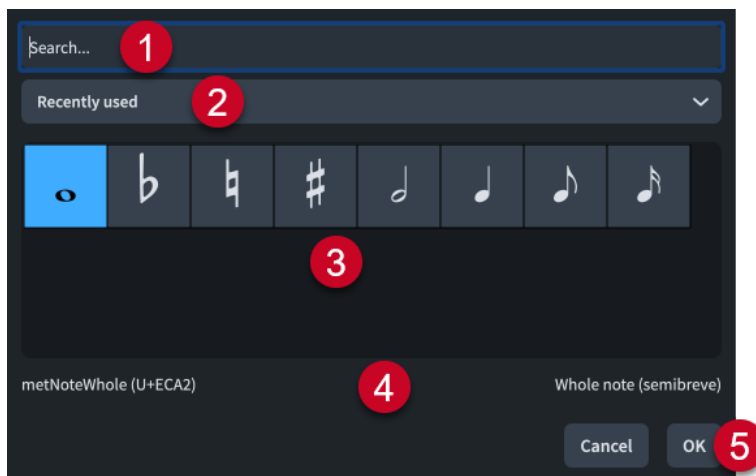 Search... 1
Recently used 2
3
metNoteWhole (U+ECA2) 4 Whole note (semibreve)
Cancel OK 5